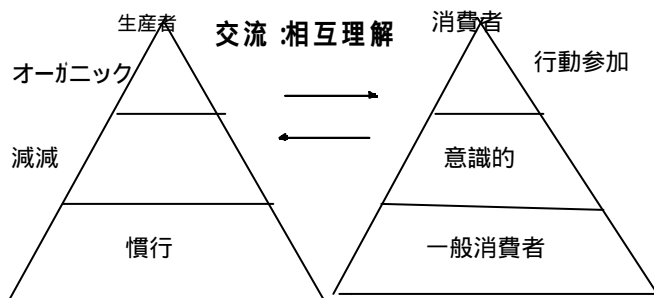 生産者
交流:相互理解
消費者
オーガニック
行動参加
減減
意識的
慣行
一般消費者